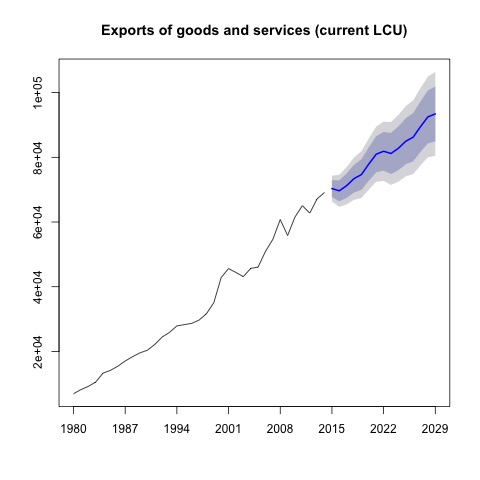 Exports of goods and services (current LCU)
1e+05
8e+04
6e+04
4e+04
2e+04
1980 1987 1994 2001 2008 2015 2022 2029